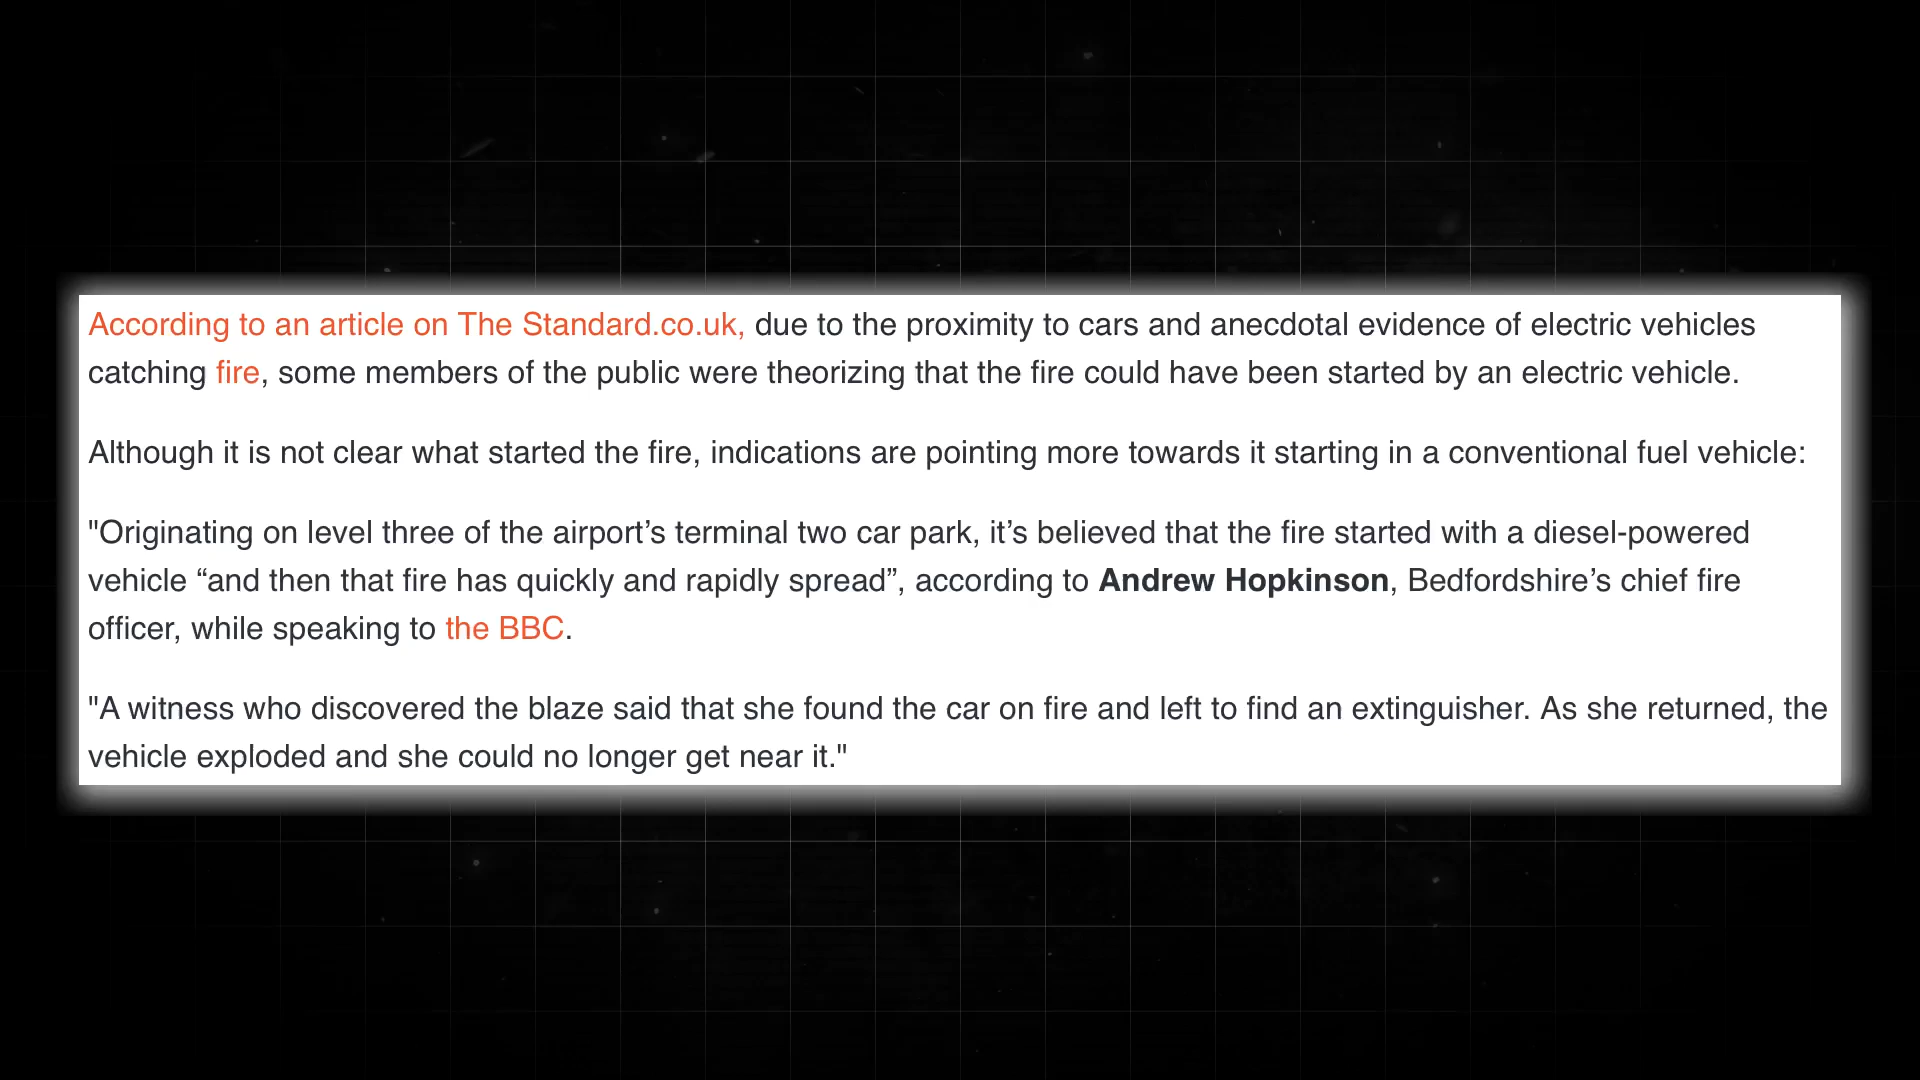 According to an article on The Standard.co.uk, due to the proximity to cars and anecdotal evidence of electric vehicles
catching fire, some members of the public were theorizing that the fire could have been started by an electric vehicle.
Although it is not clear what started the fire, indications are pointing more towards it starting in a conventional fuel vehicle:
"Originating on level three of the airport’s terminal two car park, it’s believed that the fire started with a diesel-powered
vehicle “and then that fire has quickly and rapidly spread”, according to Andrew Hopkinson, Bedfordshire’s chief fire
officer, while speaking to the BBC.
"A witness who discovered the blaze said that she found the car on fire and left to find an extinguisher. As she returned, the
vehicle exploded and she could no longer get near it."